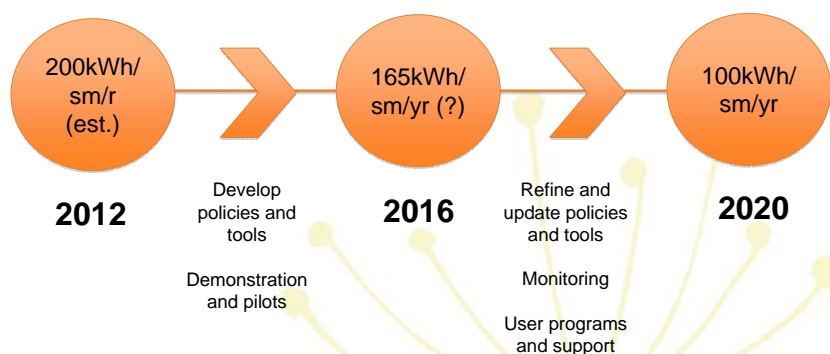 200kWh/
sm/r
(est.)
165kWh/
sm/yr (?)
100kWh/
sm/yr
2012
Develop
policies and
tools
Demonstration
and pilots
2016
Refine and
update policies
and tools
Monitoring
User programs
and support
2020